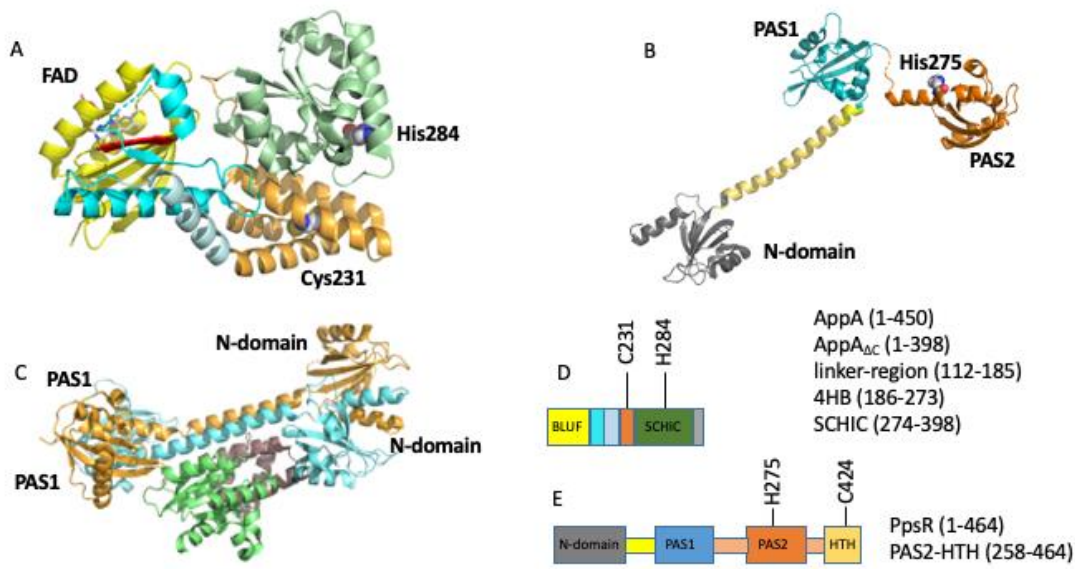 A
FAD
His284
Cys231
B
PAS1
His275
PAS2
N-domain
C
N-domain
PAS1
N-domain
PAS1
D
C231
H284
BLUF
SCHIC
AppA (1-450)
AppAΔC (1-398)
linker-region (112-185)
4HB (186-273)
SCHIC (274-398)
E
H275
C424
N-domain
PAS1
PAS2
HTH
PpsR (1-464)
PAS2-HTH (258-464)